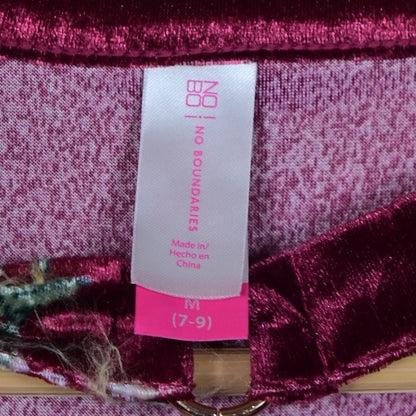 NO
BO
NO BOUNDARIES
Made in/
Hecho en
China
M
(7-9)